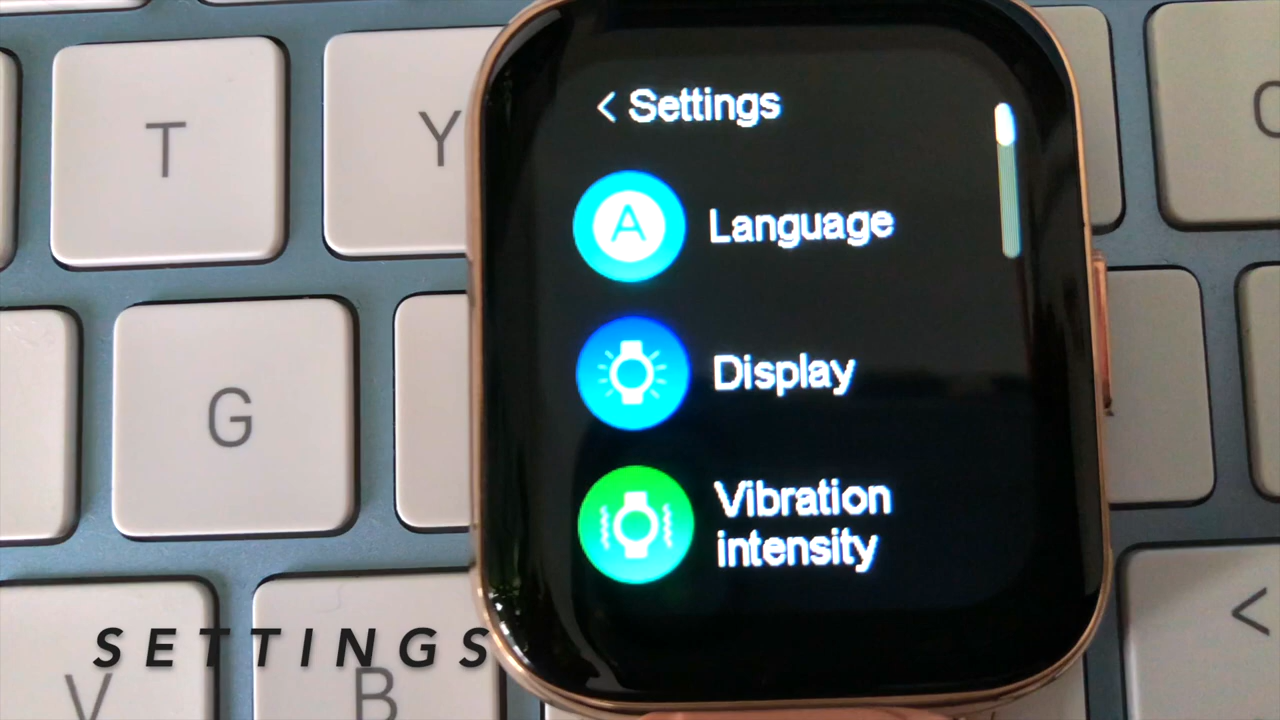 T
Y
< Settings
A
Language
G
Display
Vibration
intensity
SETTINGS
V
B
<